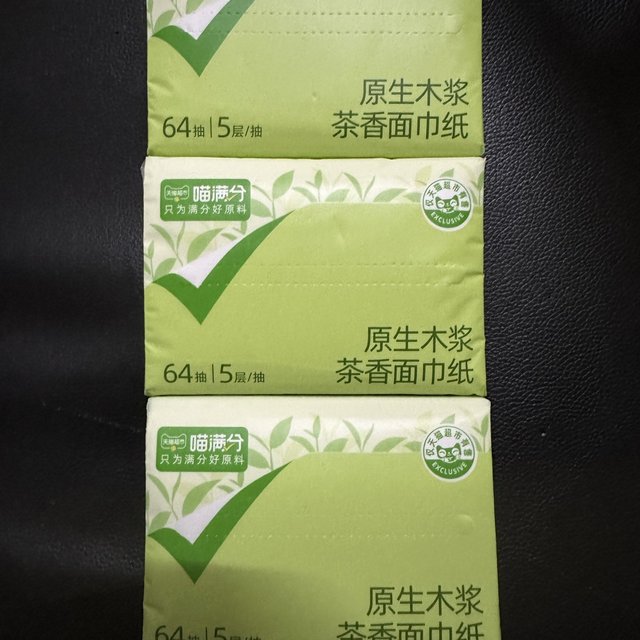 原生木浆
64抽|5层/抽
茶香面巾纸
天猫超市
喵满分
只为满分好原料
仅天猫超市有售
EXCLUSIVE
原生木浆
64抽|5层/抽
茶香面巾纸
天猫超市
喵满分
只为满分好原料
仅天猫超市有售
EXCLUSIVE
原生木浆
64抽|5层/抽
茶香面巾纸